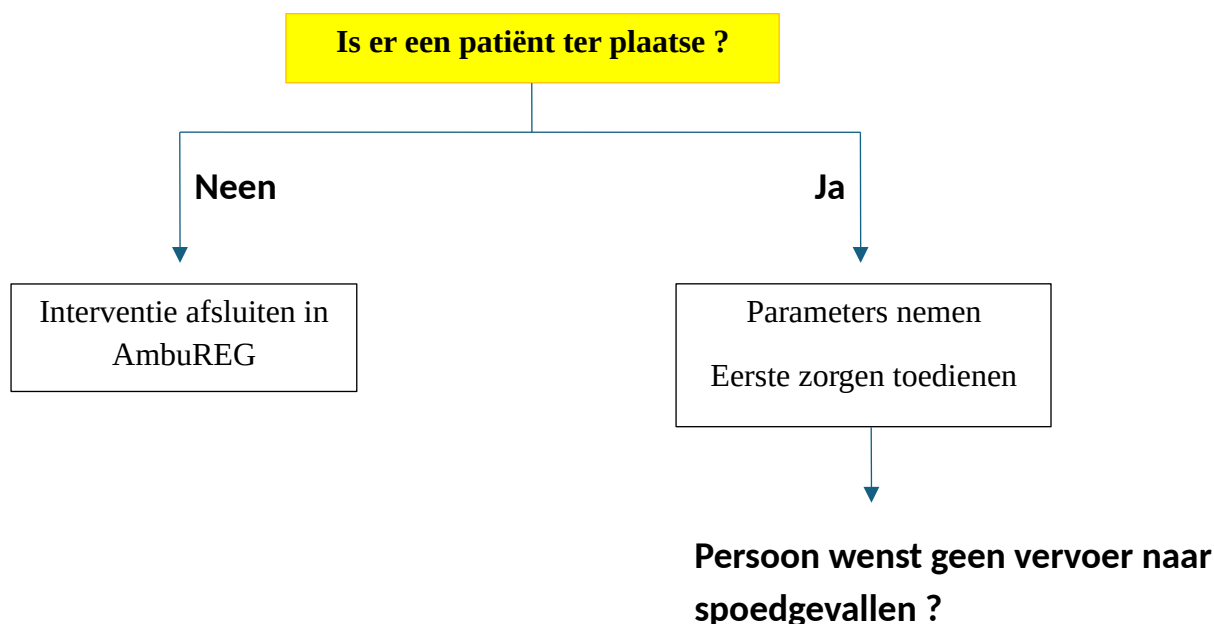 Is er een patiënt ter plaatse ?
Neen
Ja
Interventie afsluiten in
AmbuREG
Parameters nemen
Eerste zorgen toedienen
Persoon wenst geen vervoer naar
spoedgevallen ?